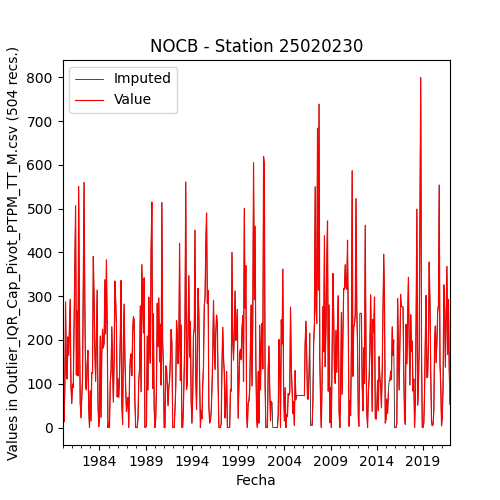 NOCB - Station 25020230
Values in Outlier_IQR_Cap_Pivot_PTPM_TT_M.csv (504 recs.)
800
700
600
500
400
300
200
100
0
Imputed
Value
1984 1989 1994 1999 2004 2009 2014 2019
Fecha